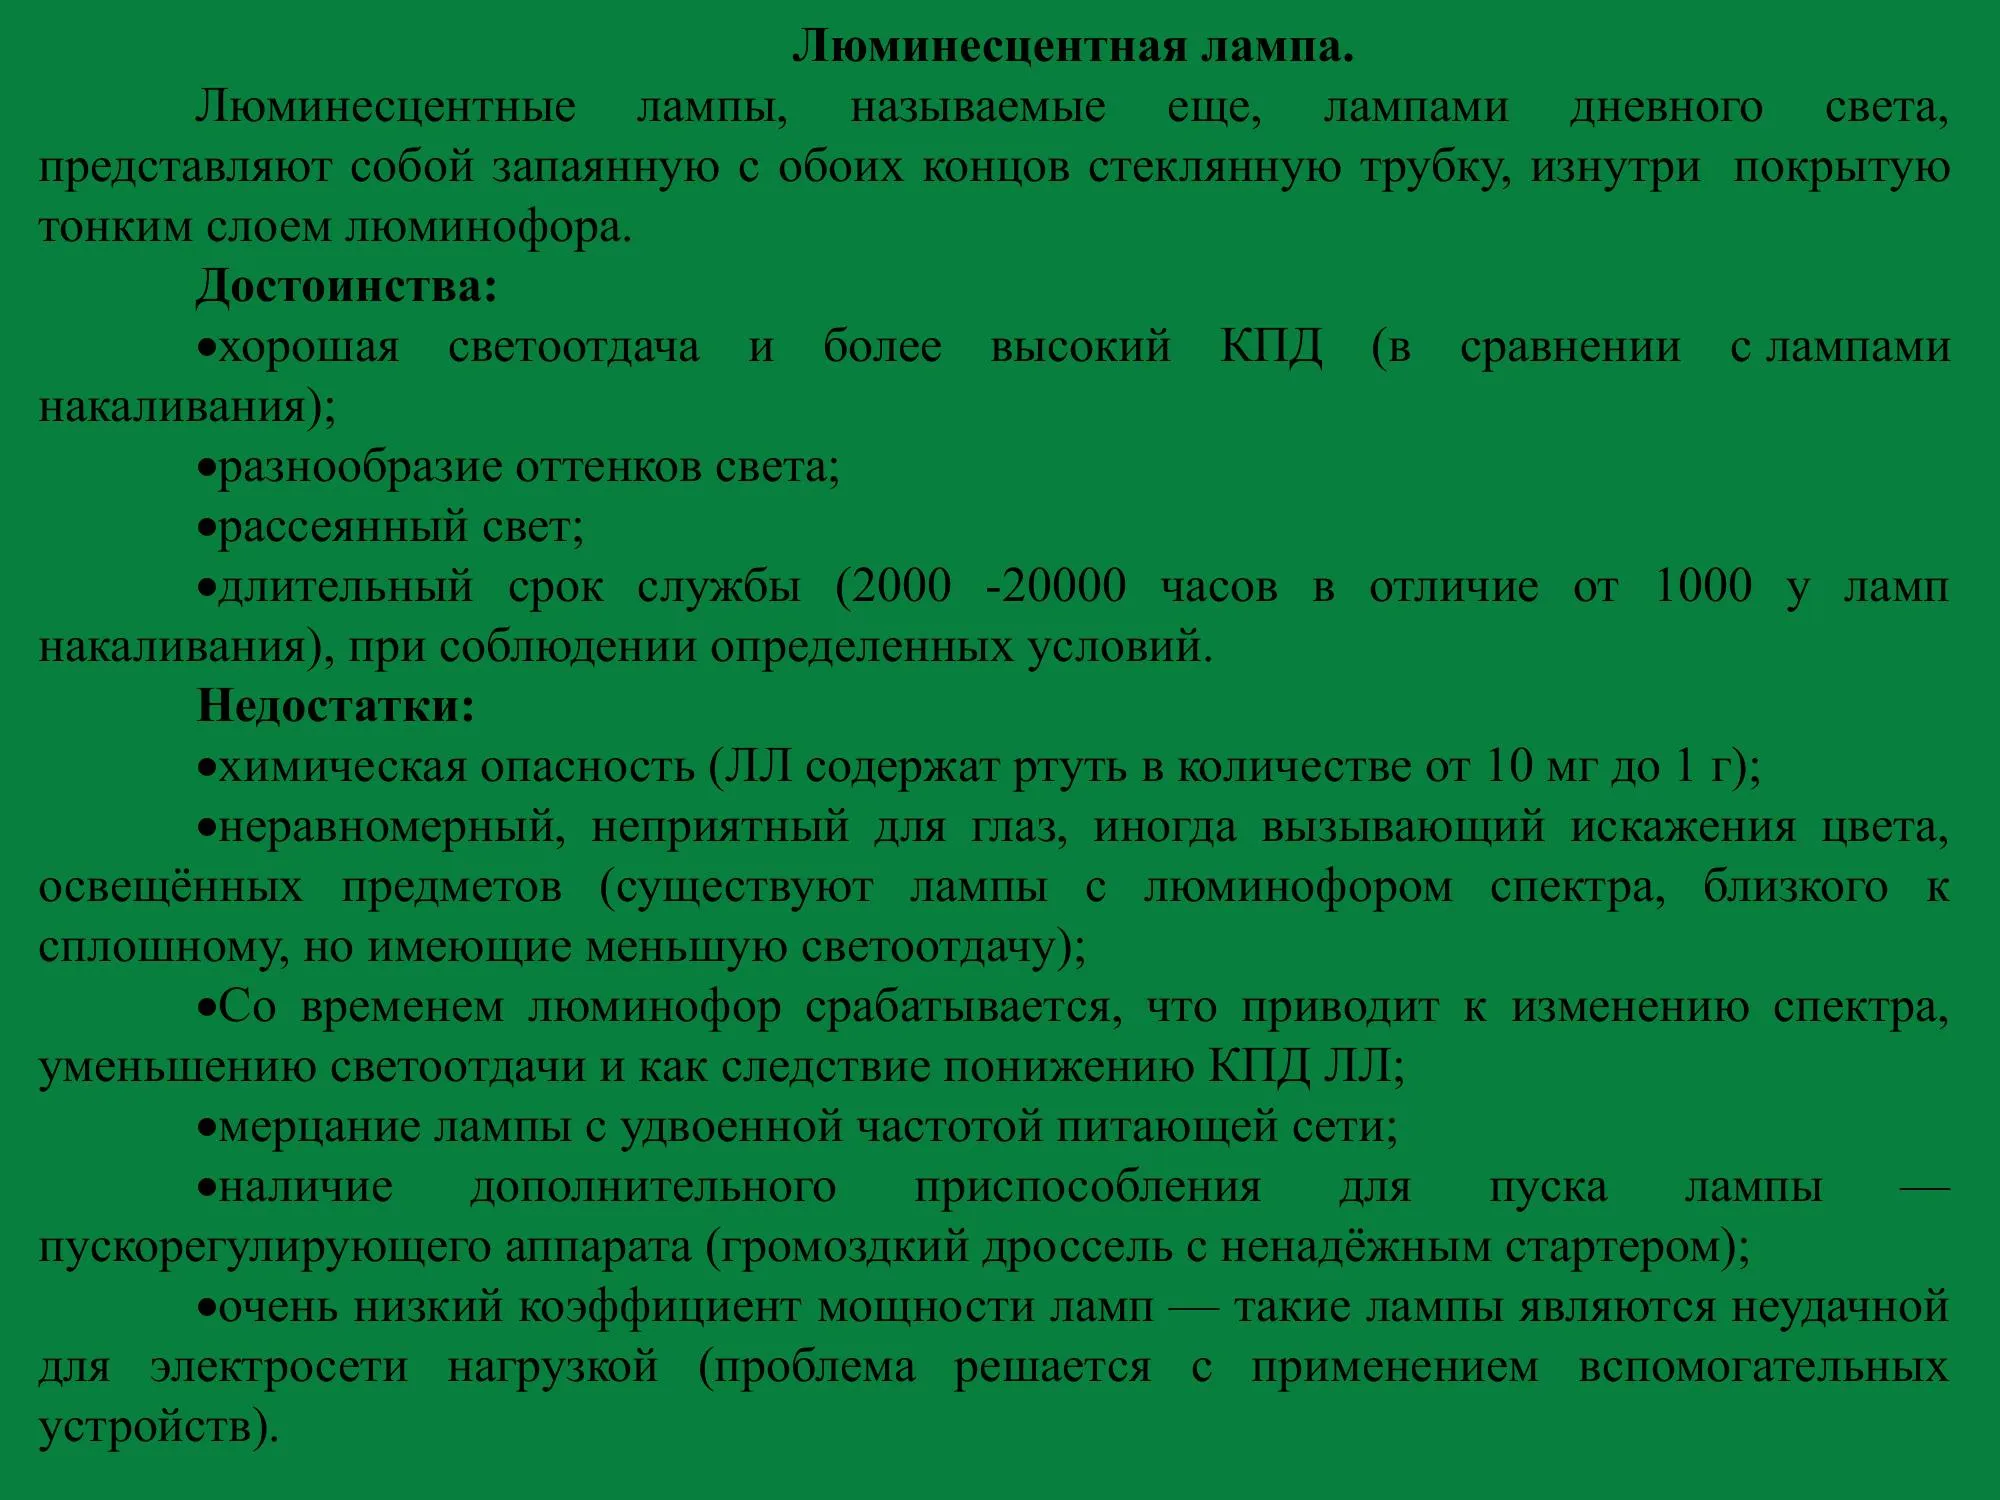 Люминесцентная лампа.
Люминесцентные лампы, называемые еще, лампами дневного света,
представляют собой запаянную с обоих концов стеклянную трубку, изнутри покрытую
тонким слоем люминофора.
Достоинства:
•хорошая светоотдача и более высокий КПД (в сравнении с лампами
накаливания);
•разнообразие оттенков света;
•рассеянный свет;
•длительный срок службы (2000 -20000 часов в отличие от 1000 у ламп
накаливания), при соблюдении определенных условий.
Недостатки:
•химическая опасность (ЛЛ содержат ртуть в количестве от 10 мг до 1 г);
•неравномерный, неприятный для глаз, иногда вызывающий искажения цвета,
освещённых предметов (существуют лампы с люминофором спектра, близкого к
сплошному, но имеющие меньшую светоотдачу);
•Со временем люминофор срабатывается, что приводит к изменению спектра,
уменьшению светоотдачи и как следствие понижению КПД ЛЛ;
•мерцание лампы с удвоенной частотой питающей сети;
•наличие дополнительного приспособления для пуска лампы —
пускорегулирующего аппарата (громоздкий дроссель с ненадёжным стартером);
•очень низкий коэффициент мощности ламп — такие лампы являются неудачной
для электросети нагрузкой (проблема решается с применением вспомогательных
устройств).